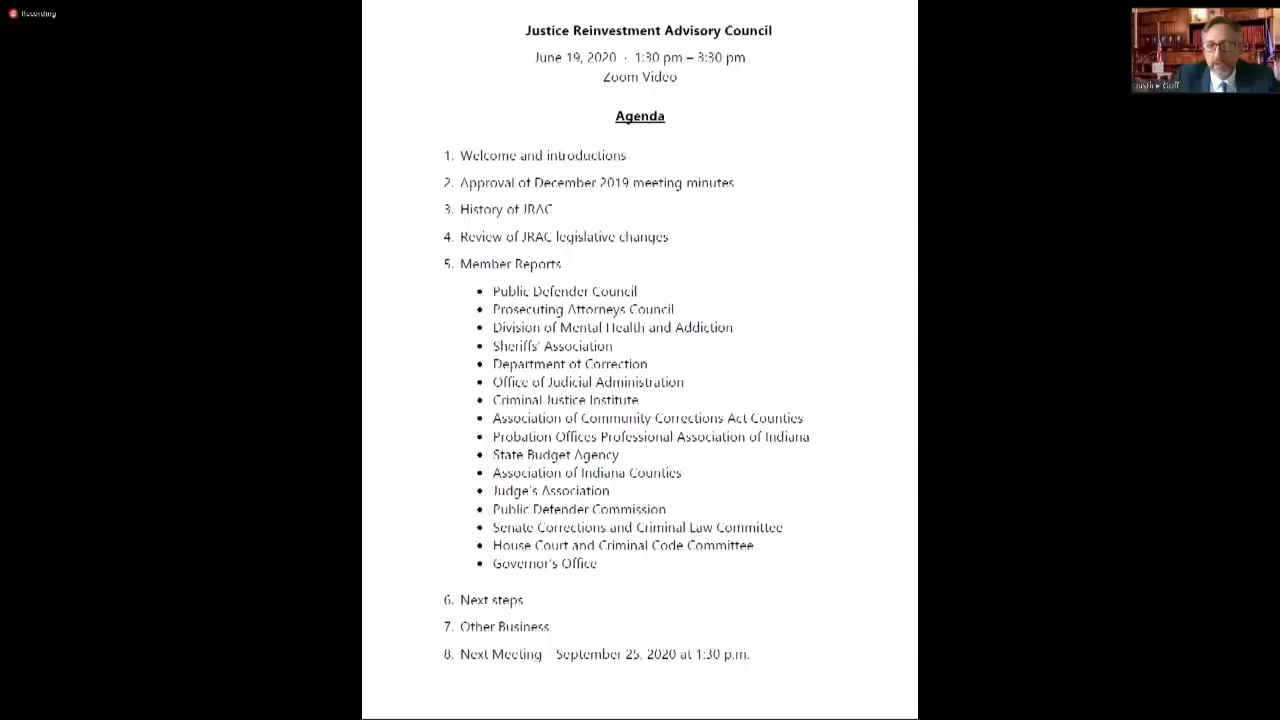 Recording
Justice Reinvestment Advisory Council
June 19, 2020 · 1:30 pm – 3:30 pm
Zoom Video
Agenda
1. Welcome and introductions
2. Approval of December 2019 meeting minutes
3. History of JRAC
4. Review of JRAC legislative changes
5. Member Reports
• Public Defender Council
• Prosecuting Attorneys Council
• Division of Mental Health and Addiction
• Sheriffs' Association
• Department of Correction
• Office of Judicial Administration
• Criminal Justice Institute
• Association of Community Corrections Act Counties
• Probation Offices Professional Association of Indiana
• State Budget Agency
• Association of Indiana Counties
• Judge's Association
• Public Defender Commission
• Senate Corrections and Criminal Law Committee
• House Court and Criminal Code Committee
• Governor's Office
6. Next steps
7. Other Business
8. Next Meeting September 25, 2020 at 1:30 p.m.
Justice Goff